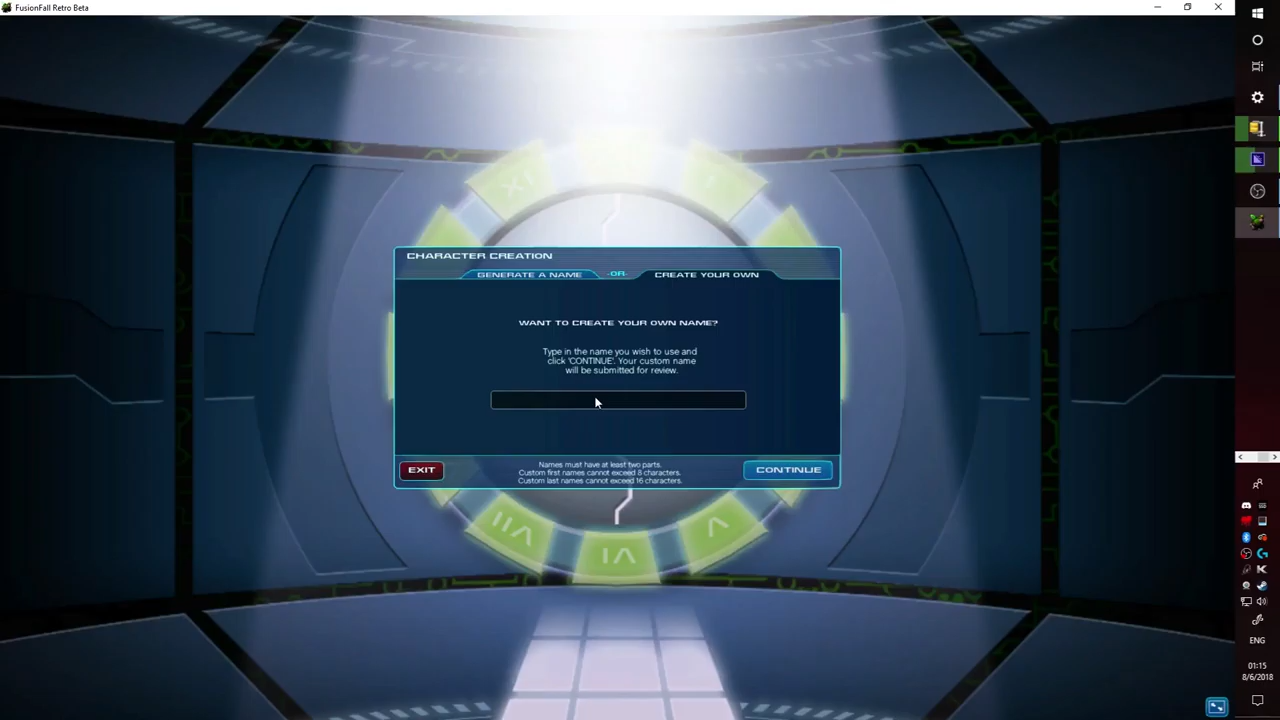 FusionFall Retro Beta
XI
I
CHARACTER CREATION
GENERATE A NAME
-OR-
CREATE YOUR OWN
WANT TO CREATE YOUR OWN NAME?
Type in the name you wish to use and
click 'CONTINUE'. Your custom name
will be submitted for review.
EXIT
Names must have at least two parts.
Custom first names cannot exceed 8 characters.
Custom last names cannot exceed 16 characters.
CONTINUE
VII
VI
V
ENG
01:15
8/6/2018